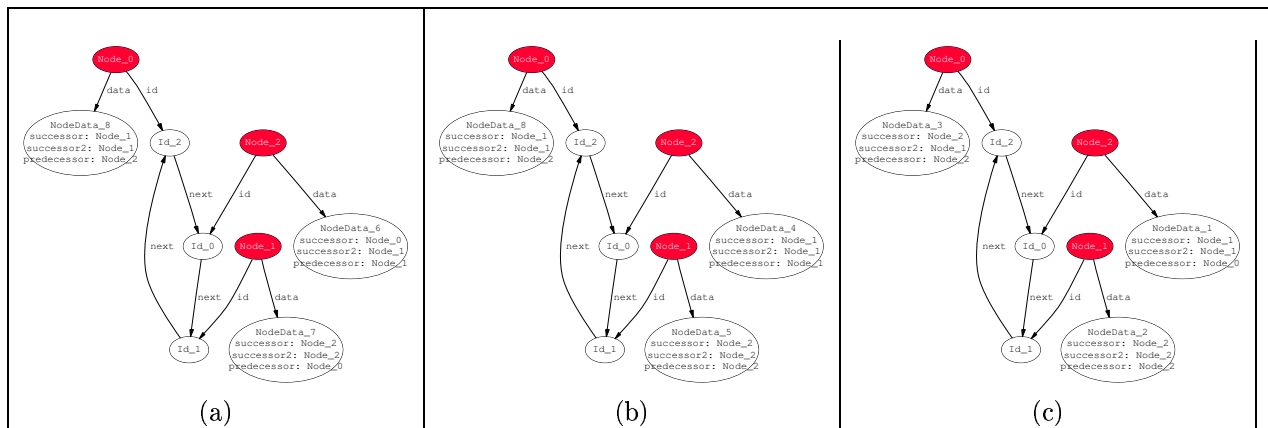 Node_0
data
id
NodeData_8
successor: Node_1
successor2: Node_1
predecessor: Node_2
Id_2
Node_2
next
id
data
NodeData_6
successor: Node_0
successor2: Node_1
predecessor: Node_1
next
Id_0
Node_1
next
id
data
NodeData_7
successor: Node_2
successor2: Node_2
predecessor: Node_0
Id_1
(a)
Node_0
data
id
NodeData_8
successor: Node_1
successor2: Node_1
predecessor: Node_2
Id_2
Node_2
next
id
data
NodeData_4
successor: Node_1
successor2: Node_1
predecessor: Node_1
next
Id_0
Node_1
next
id
data
NodeData_5
successor: Node_2
successor2: Node_2
predecessor: Node_2
Id_1
(b)
Node_0
data
id
NodeData_3
successor: Node_2
successor2: Node_1
predecessor: Node_2
Id_2
Node_2
next
id
data
NodeData_1
successor: Node_1
successor2: Node_1
predecessor: Node_0
next
Id_0
Node_1
next
id
data
NodeData_2
successor: Node_2
successor2: Node_2
predecessor: Node_2
Id_1
(c)